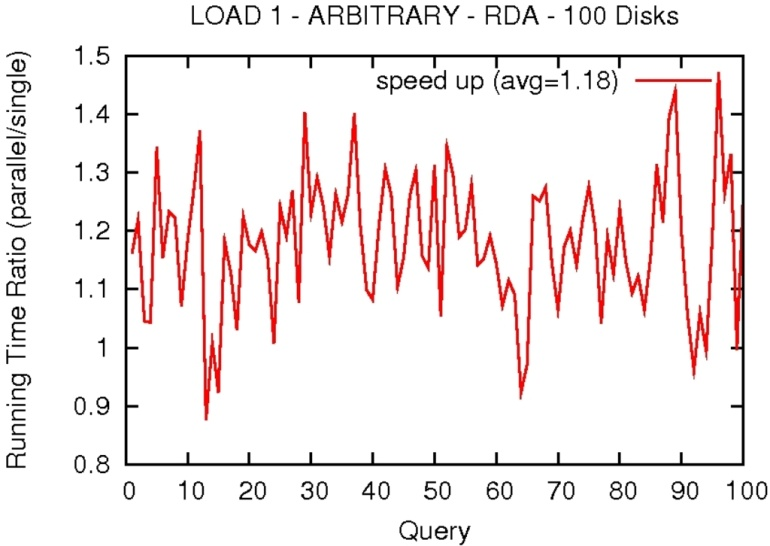 LOAD 1 - ARBITRARY - RDA - 100 Disks
speed up (avg=1.18)
Running Time Ratio (parallel/single)
1.5
1.4
1.3
1.2
1.1
1
0.9
0.8
0 10 20 30 40 50 60 70 80 90 100
Query